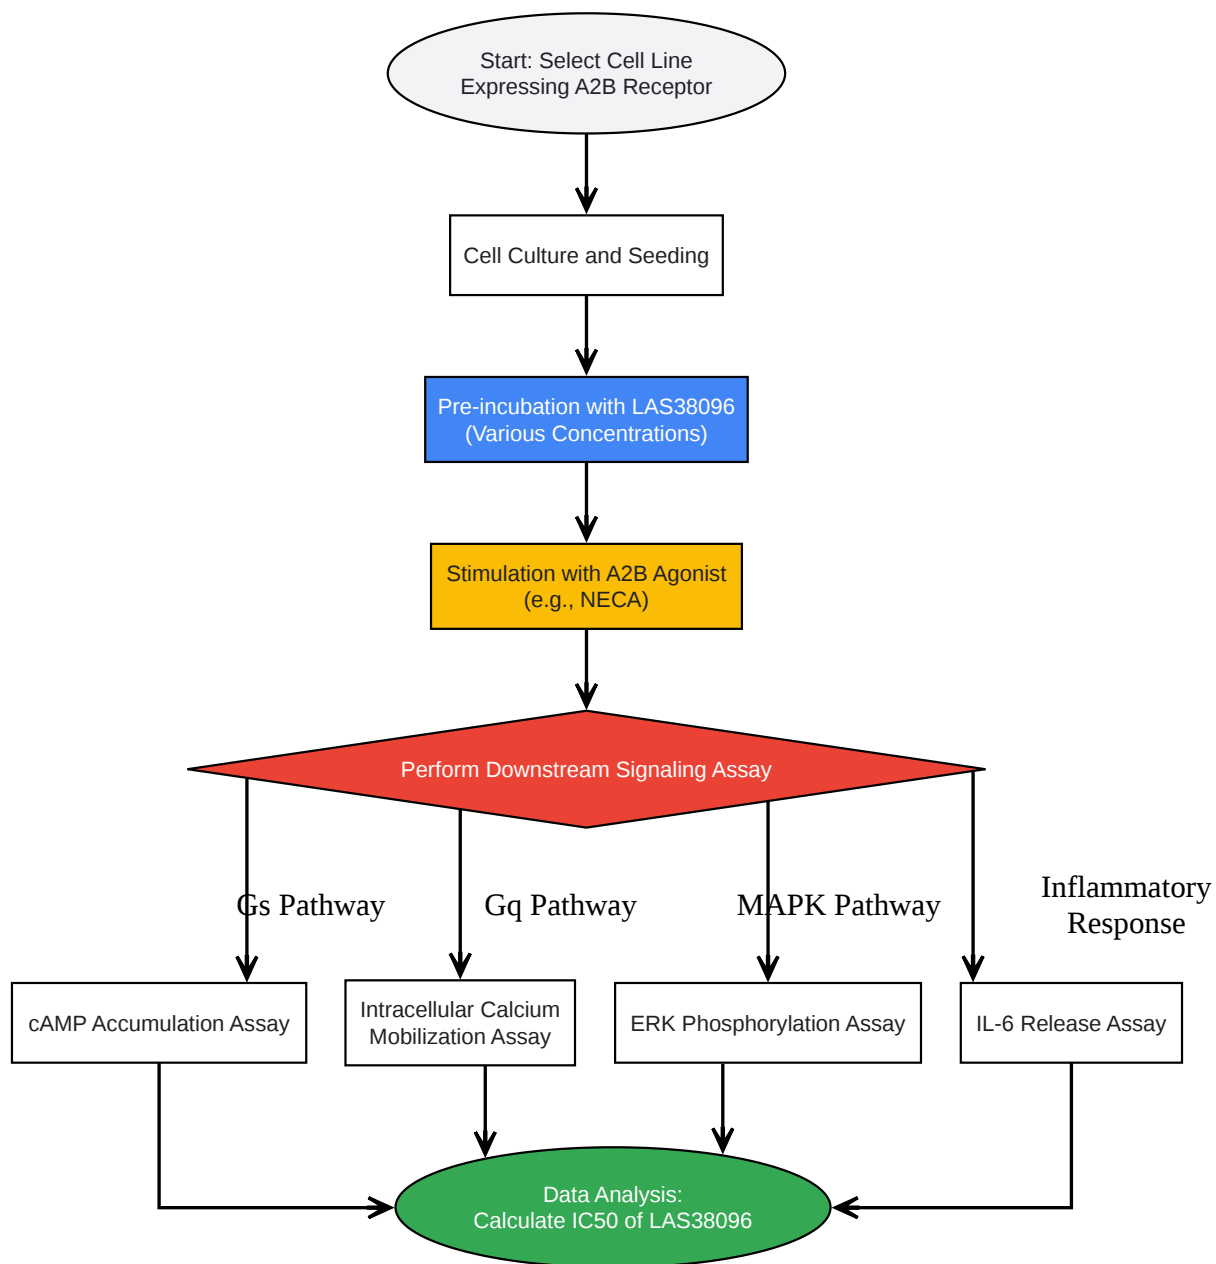 Start: Select Cell Line
Expressing A2B Receptor
Cell Culture and Seeding
Pre-incubation with LAS38096
(Various Concentrations)
Stimulation with A2B Agonist
(e.g., NECA)
Perform Downstream Signaling Assay
Gs Pathway
Gq Pathway
MAPK Pathway
Inflammatory
Response
cAMP Accumulation Assay
Intracellular Calcium
Mobilization Assay
ERK Phosphorylation Assay
IL-6 Release Assay
Data Analysis:
Calculate IC50 of LAS38096